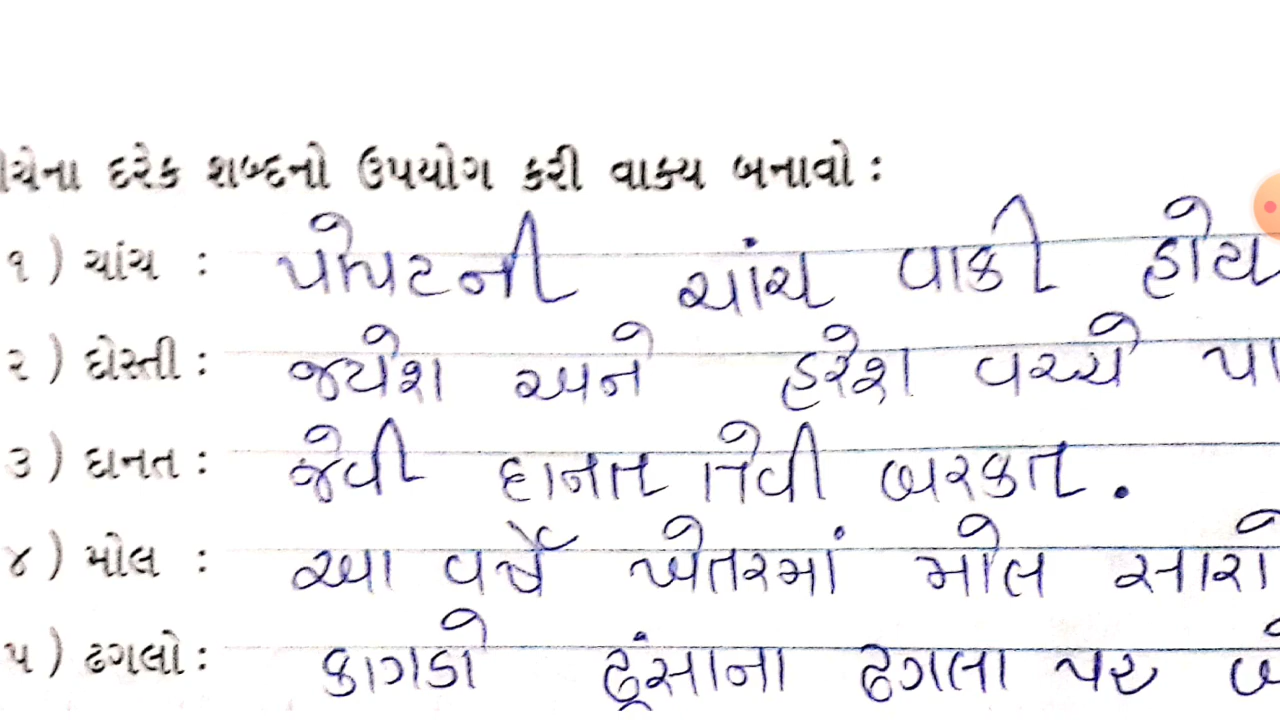 ીચેના દરેક શબ્દનો ઉપયોગ કરી વાક્ય બનાવો :
૧ ) ચાંચ : પોપટની ચાંચ વાકી હોય
૨ ) દોસ્તી : જયેશ અને હરેશ વચ્ચે પા
૩ ) દાનત : જેવી દાનત તેવી બરકત .
૪ ) મોલ : આ વર્ષે ખેતરમાં મોલ સારો
૫ ) ઢગલો : કાગડો ઢૂંસાના ઢગલા પર બે